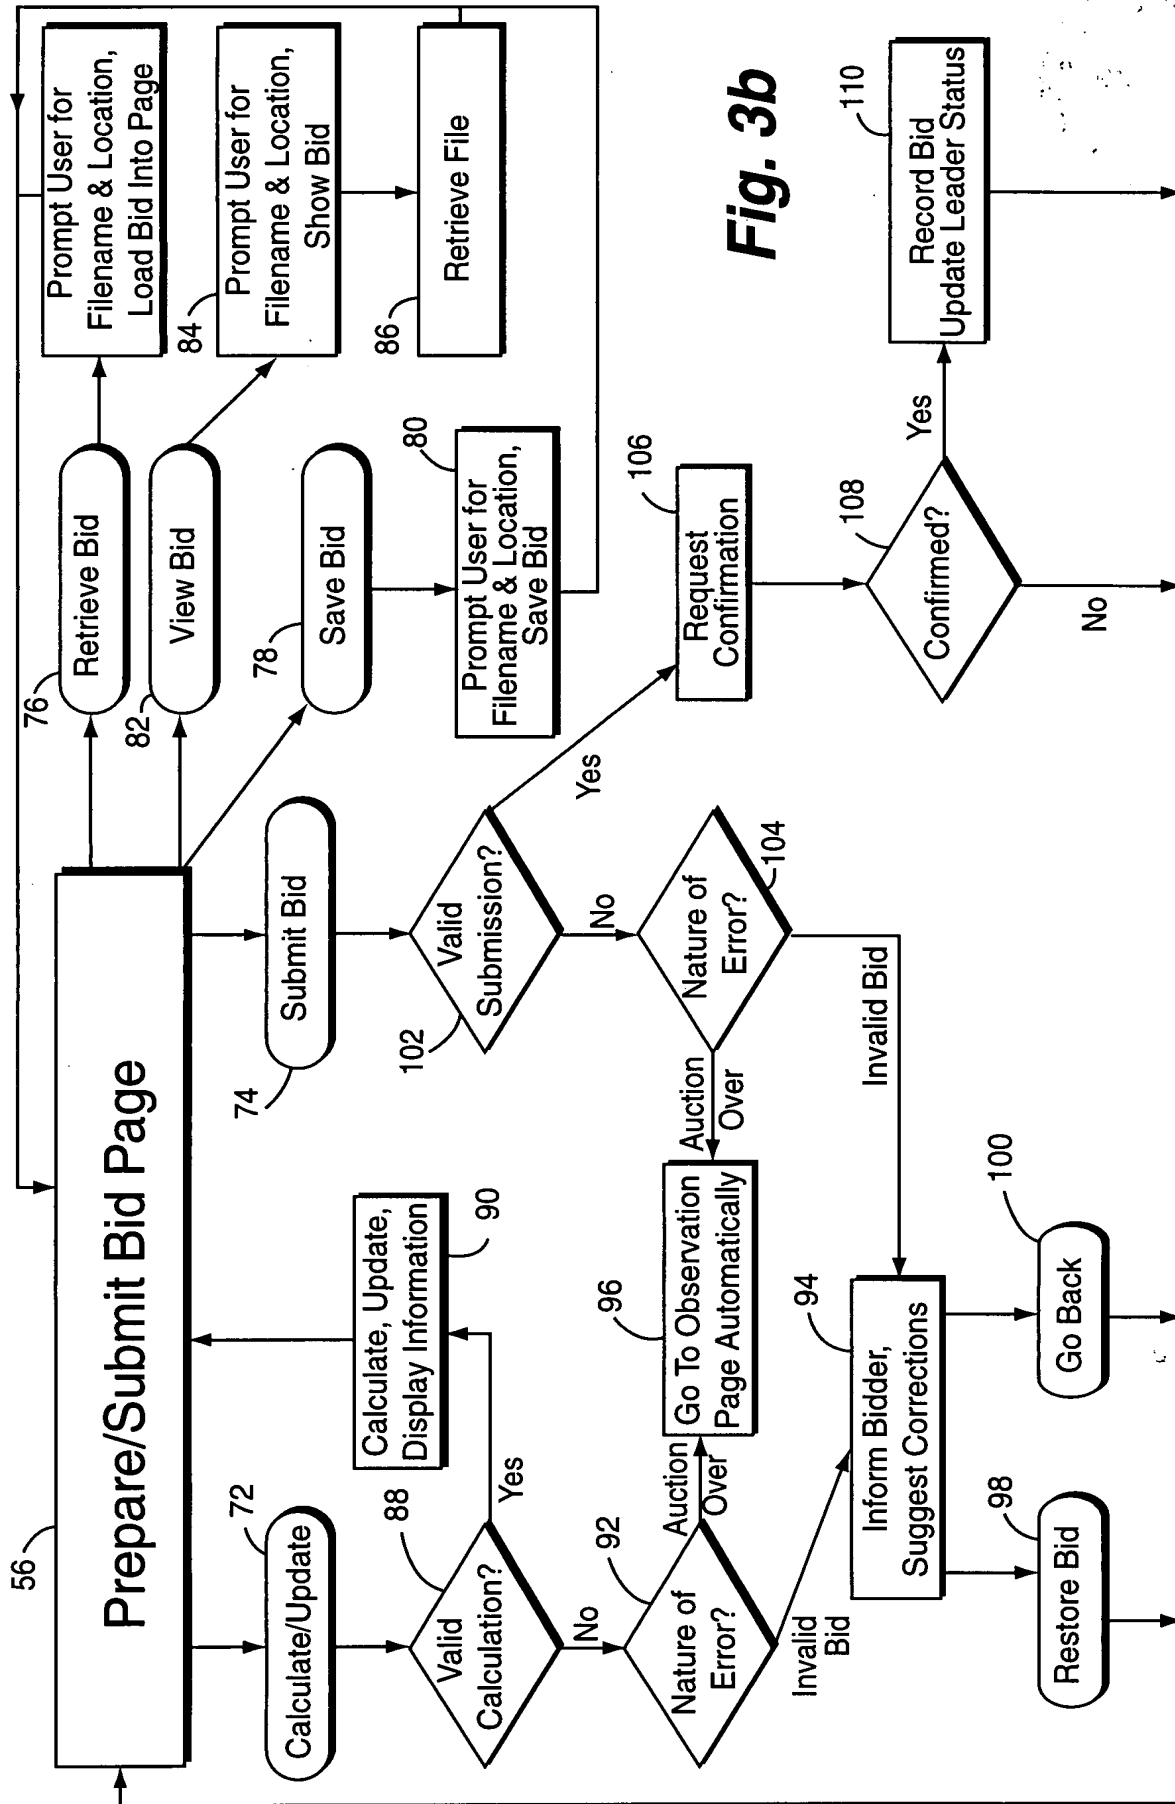 56
Prepare/Submit Bid Page
76
Retrieve Bid
Prompt User for
Filename & Location,
Load Bid Into Page
82
View Bid
84
Prompt User for
Filename & Location,
Show Bid
78
Save Bid
86
Retrieve File
80
Prompt User for
Filename & Location,
Save Bid
72
Calculate/Update
74
Submit Bid
88
Valid
Calculation?
Yes
No
90
Calculate, Update,
Display Information
102
Valid
Submission?
Yes
No
92
Nature of
Error?
Auction
Over
Invalid
Bid
96
Go To Observation
Page Automatically
Auction
Over
104
Nature of
Error?
Invalid Bid
106
Request
Confirmation
94
Inform Bidder,
Suggest Corrections
108
Confirmed?
Yes
No
110
Record Bid
Update Leader Status
98
Restore Bid
100
Go Back
Fig. 3b